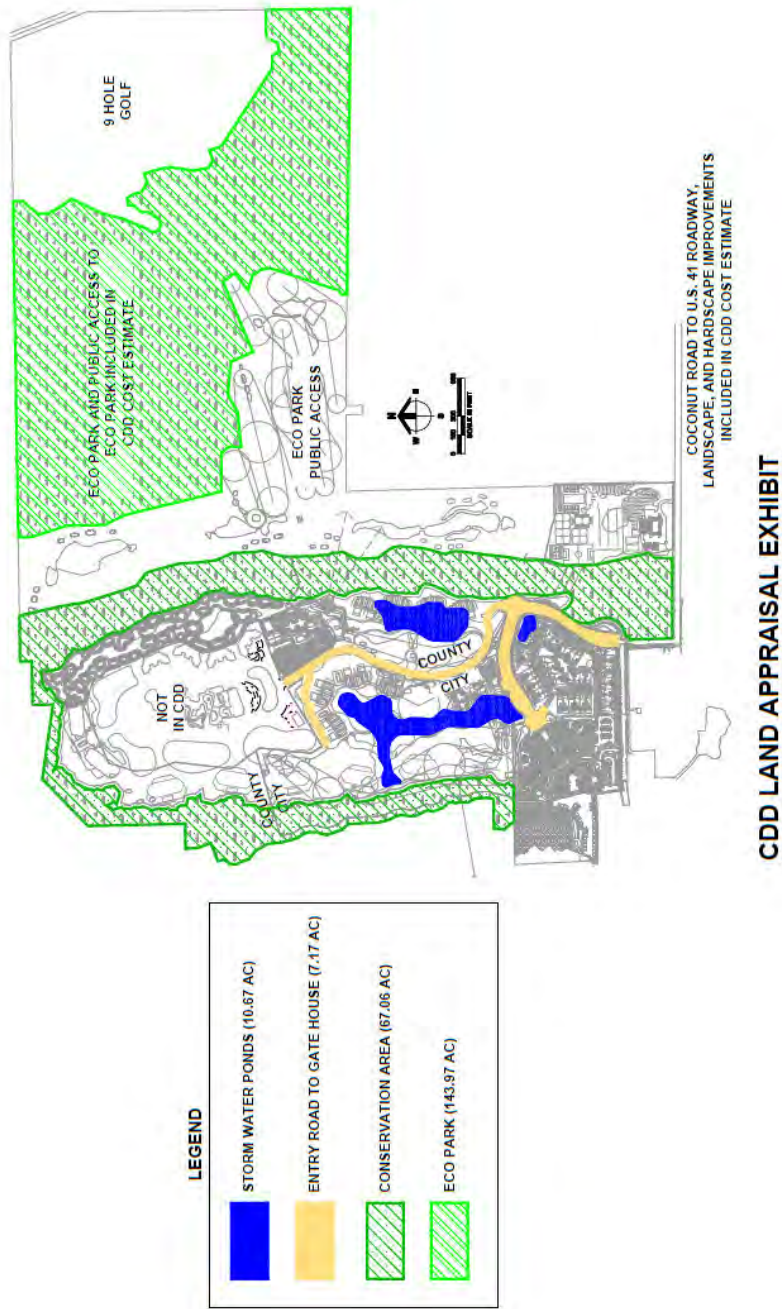 LEGEND
STORM WATER PONDS (10.67 AC)
ENTRY ROAD TO GATE HOUSE (7.17 AC)
CONSERVATION AREA (67.06 AC)
ECO PARK (143.97 AC)
9 HOLE
GOLF
ECO PARK AND PUBLIC ACCESS TO
ECO PARK INCLUDED IN
CDD COST ESTIMATE
ECO PARK
PUBLIC ACCESS
N
W
S
NOT
IN CDD
COUNTY
CITY
COUNTY
CITY
COCONUT ROAD TO U.S. 41 ROADWAY,
LANDSCAPE, AND HARDSCAPE IMPROVEMENTS
INCLUDED IN CDD COST ESTIMATE
CDD LAND APPRAISAL EXHIBIT